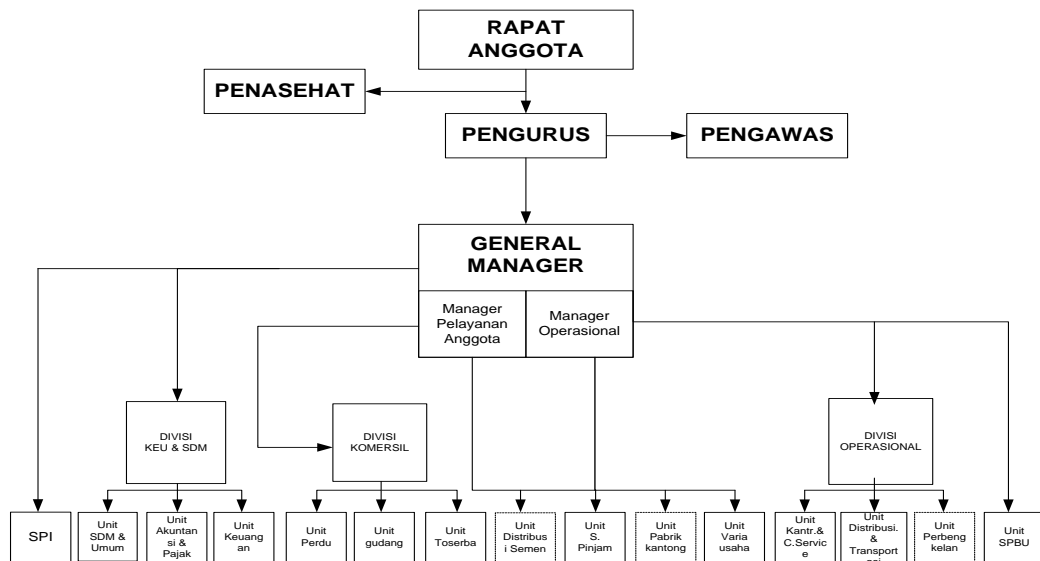 RAPAT
ANGGOTA
PENASEHAT
PENGURUS
PENGAWAS
GENERAL
MANAGER
Manager
Pelayanan
Anggota
Manager
Operasional
DIVISI
KEU & SDM
DIVISI
KOMERSIL
DIVISI
OPERASIONAL
SPI
Unit
SDM &
Umum
Unit
Akuntan
si &
Pajak
Unit
Keuang
an
Unit
Perdu
Unit
gudang
Unit
Toserba
Unit
Distribus
i Semen
Unit
S.
Pinjam
Unit
Pabrik
kantong
Unit
Varia
usaha
Unit
Kantr.&
C.Servic
e
Unit
Distribusi.
&
Transport
Unit
Perbeng
kelan
Unit
SPBU